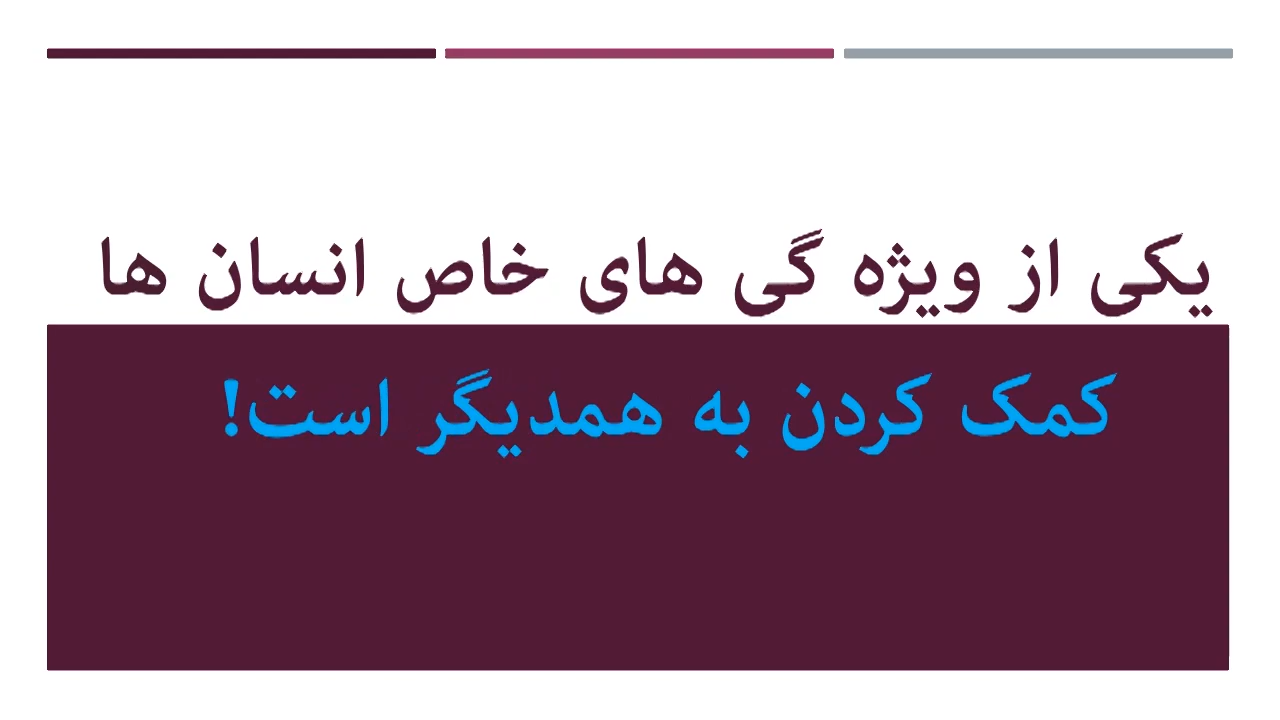 یکی از ویژه گی های خاص انسان ها
کمک کردن به همدیگر است!